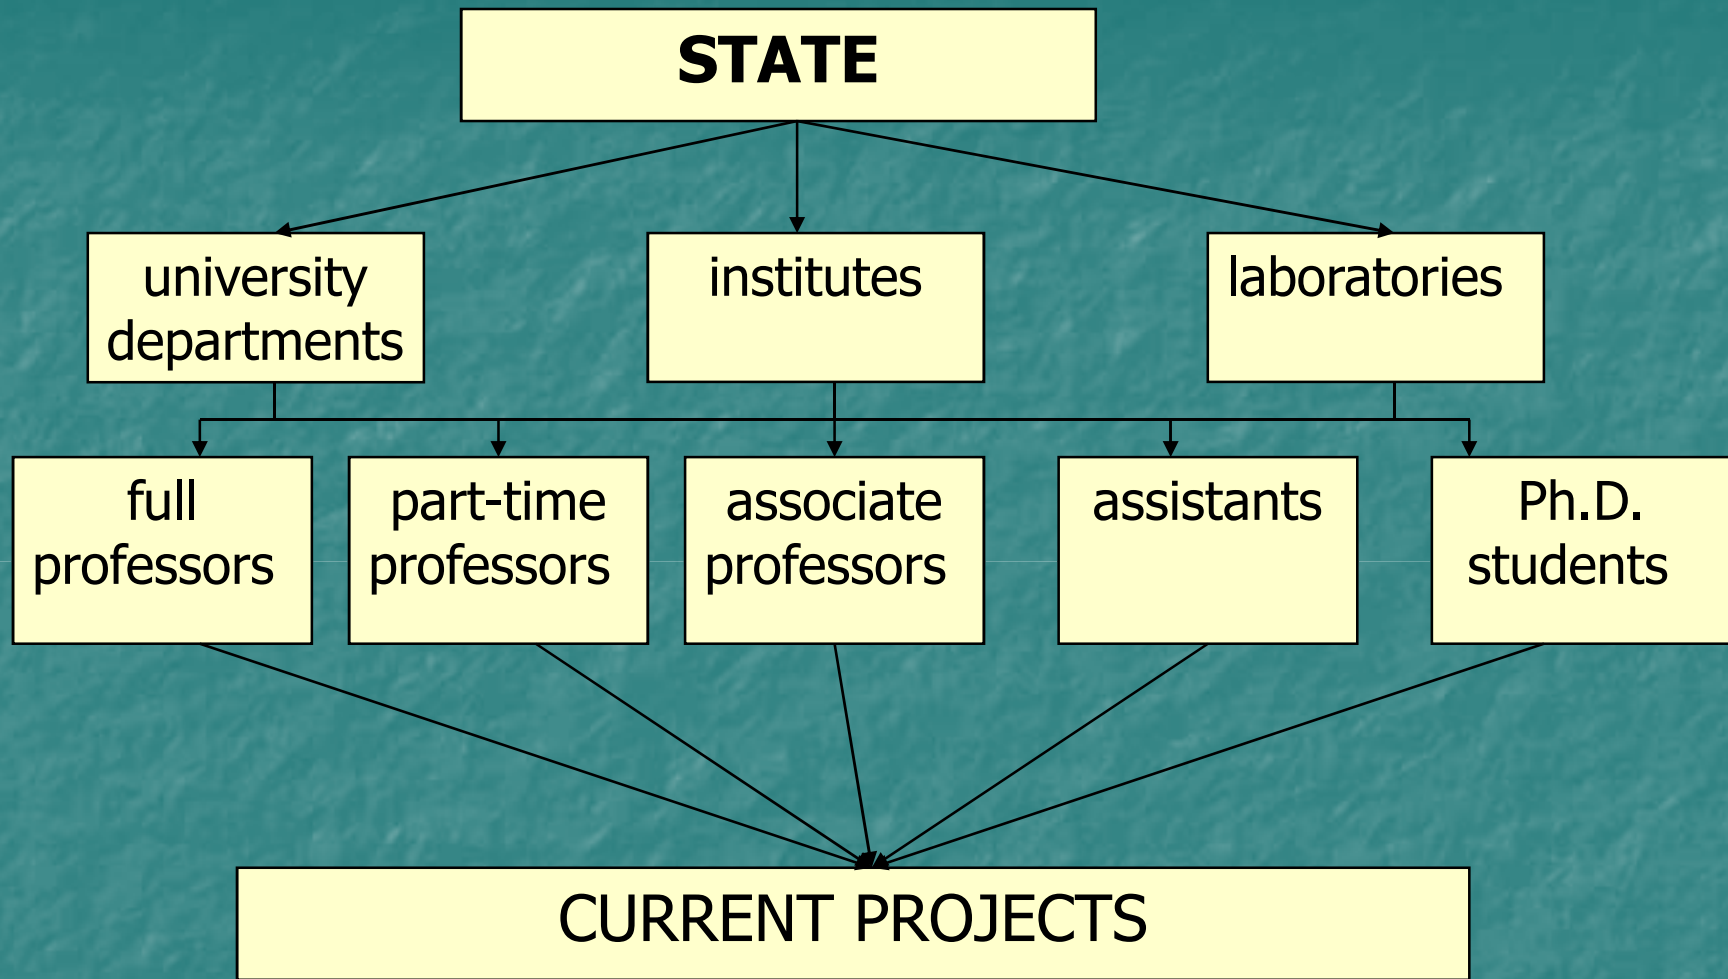 STATE
university
departments
institutes
laboratories
full
professors
part-time
professors
associate
professors
assistants
Ph.D.
students
CURRENT PROJECTS